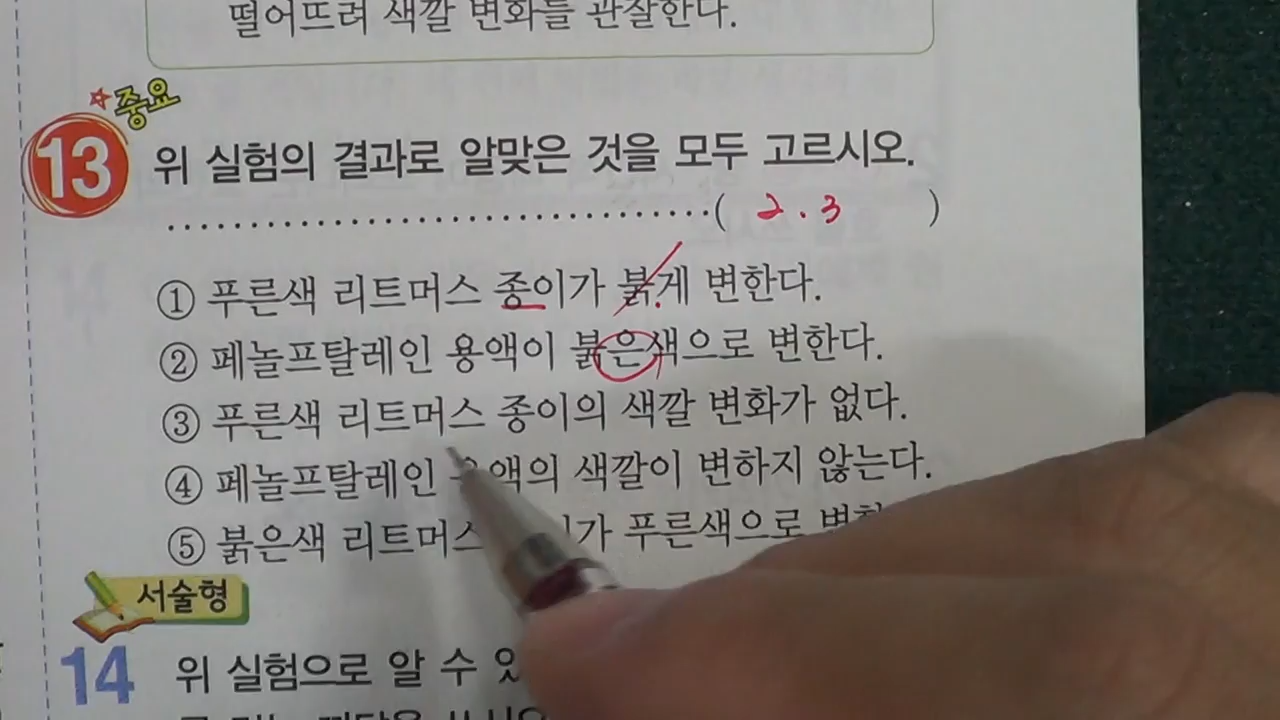 떨어뜨려 색깔 변화를 관찰한다.
중요
13 위 실험의 결과로 알맞은 것을 모두 고르시오.
( 2. 3 )
① 푸른색 리트머스 종이가 붉게 변한다.
② 페놀프탈레인 용액이 붉은색으로 변한다.
③ 푸른색 리트머스 종이의 색깔 변화가 없다.
④ 페놀프탈레인 용액의 색깔이 변하지 않는다.
⑤ 붉은색 리트머스 푸른색으로
서술형
14 위 실험으로 알 수